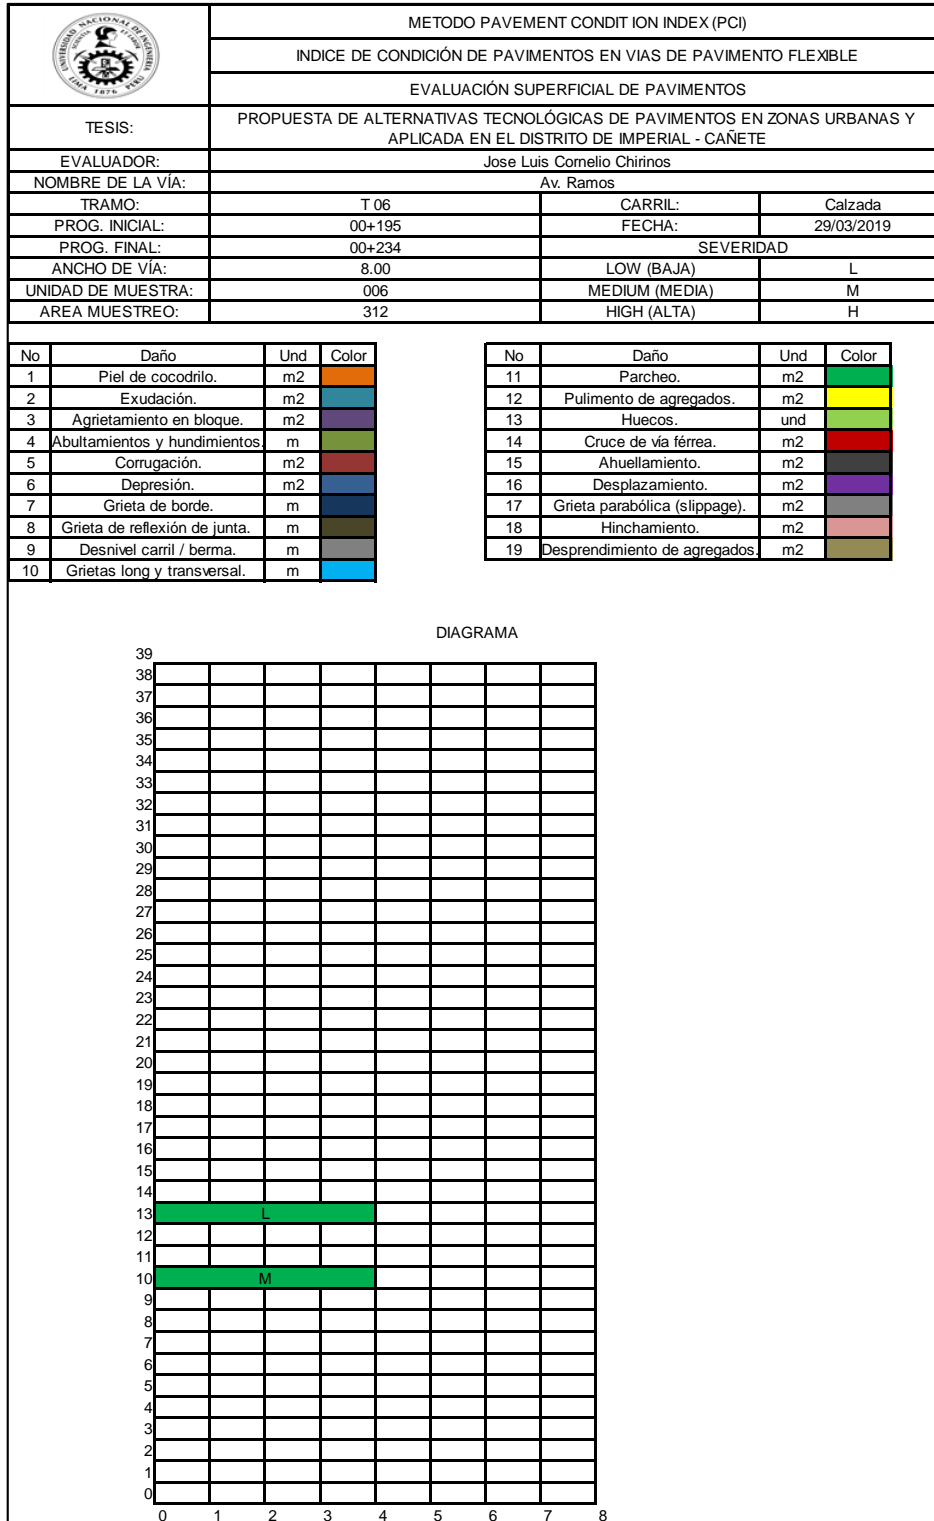 UNIVERSIDAD NACIONAL DE INGENIERIA
SCIENTIA ET LABOR
LIMA 1876 PERU
METODO PAVEMENT CONDIT ION INDEX (PCI)
INDICE DE CONDICIÓN DE PAVIMENTOS EN VIAS DE PAVIMENTO FLEXIBLE
EVALUACIÓN SUPERFICIAL DE PAVIMENTOS
TESIS: PROPUESTA DE ALTERNATIVAS TECNOLÓGICAS DE PAVIMENTOS EN ZONAS URBANAS Y
APLICADA EN EL DISTRITO DE IMPERIAL - CAÑETE
EVALUADOR: Jose Luis Cornelio Chirinos
NOMBRE DE LA VÍA: Av. Ramos
TRAMO: T 06 CARRIL: Calzada
PROG. INICIAL: 00+195 FECHA: 29/03/2019
PROG. FINAL: 00+234 SEVERIDAD
ANCHO DE VÍA: 8.00 LOW (BAJA) L
UNIDAD DE MUESTRA: 006 MEDIUM (MEDIA) M
AREA MUESTREO: 312 HIGH (ALTA) H
No Daño Und Color
1 Piel de cocodrilo. m2
2 Exudación. m2
3 Agrietamiento en bloque. m2
4 Abultamientos y hundimientos. m
5 Corrugación. m2
6 Depresión. m2
7 Grieta de borde. m
8 Grieta de reflexión de junta. m
9 Desnivel carril / berma. m
10 Grietas long y transversal. m
No Daño Und Color
11 Parcheo. m2
12 Pulimento de agregados. m2
13 Huecos. und
14 Cruce de vía férrea. m2
15 Ahuellamiento. m2
16 Desplazamiento. m2
17 Grieta parabólica (slippage). m2
18 Hinchamiento. m2
19 Desprendimiento de agregados. m2
DIAGRAMA
39
38
37
36
35
34
33
32
31
30
29
28
27
26
25
24
23
22
21
20
19
18
17
16
15
14
13 L
12
11
10 M
9
8
7
6
5
4
3
2
1
0
0 1 2 3 4 5 6 7 8